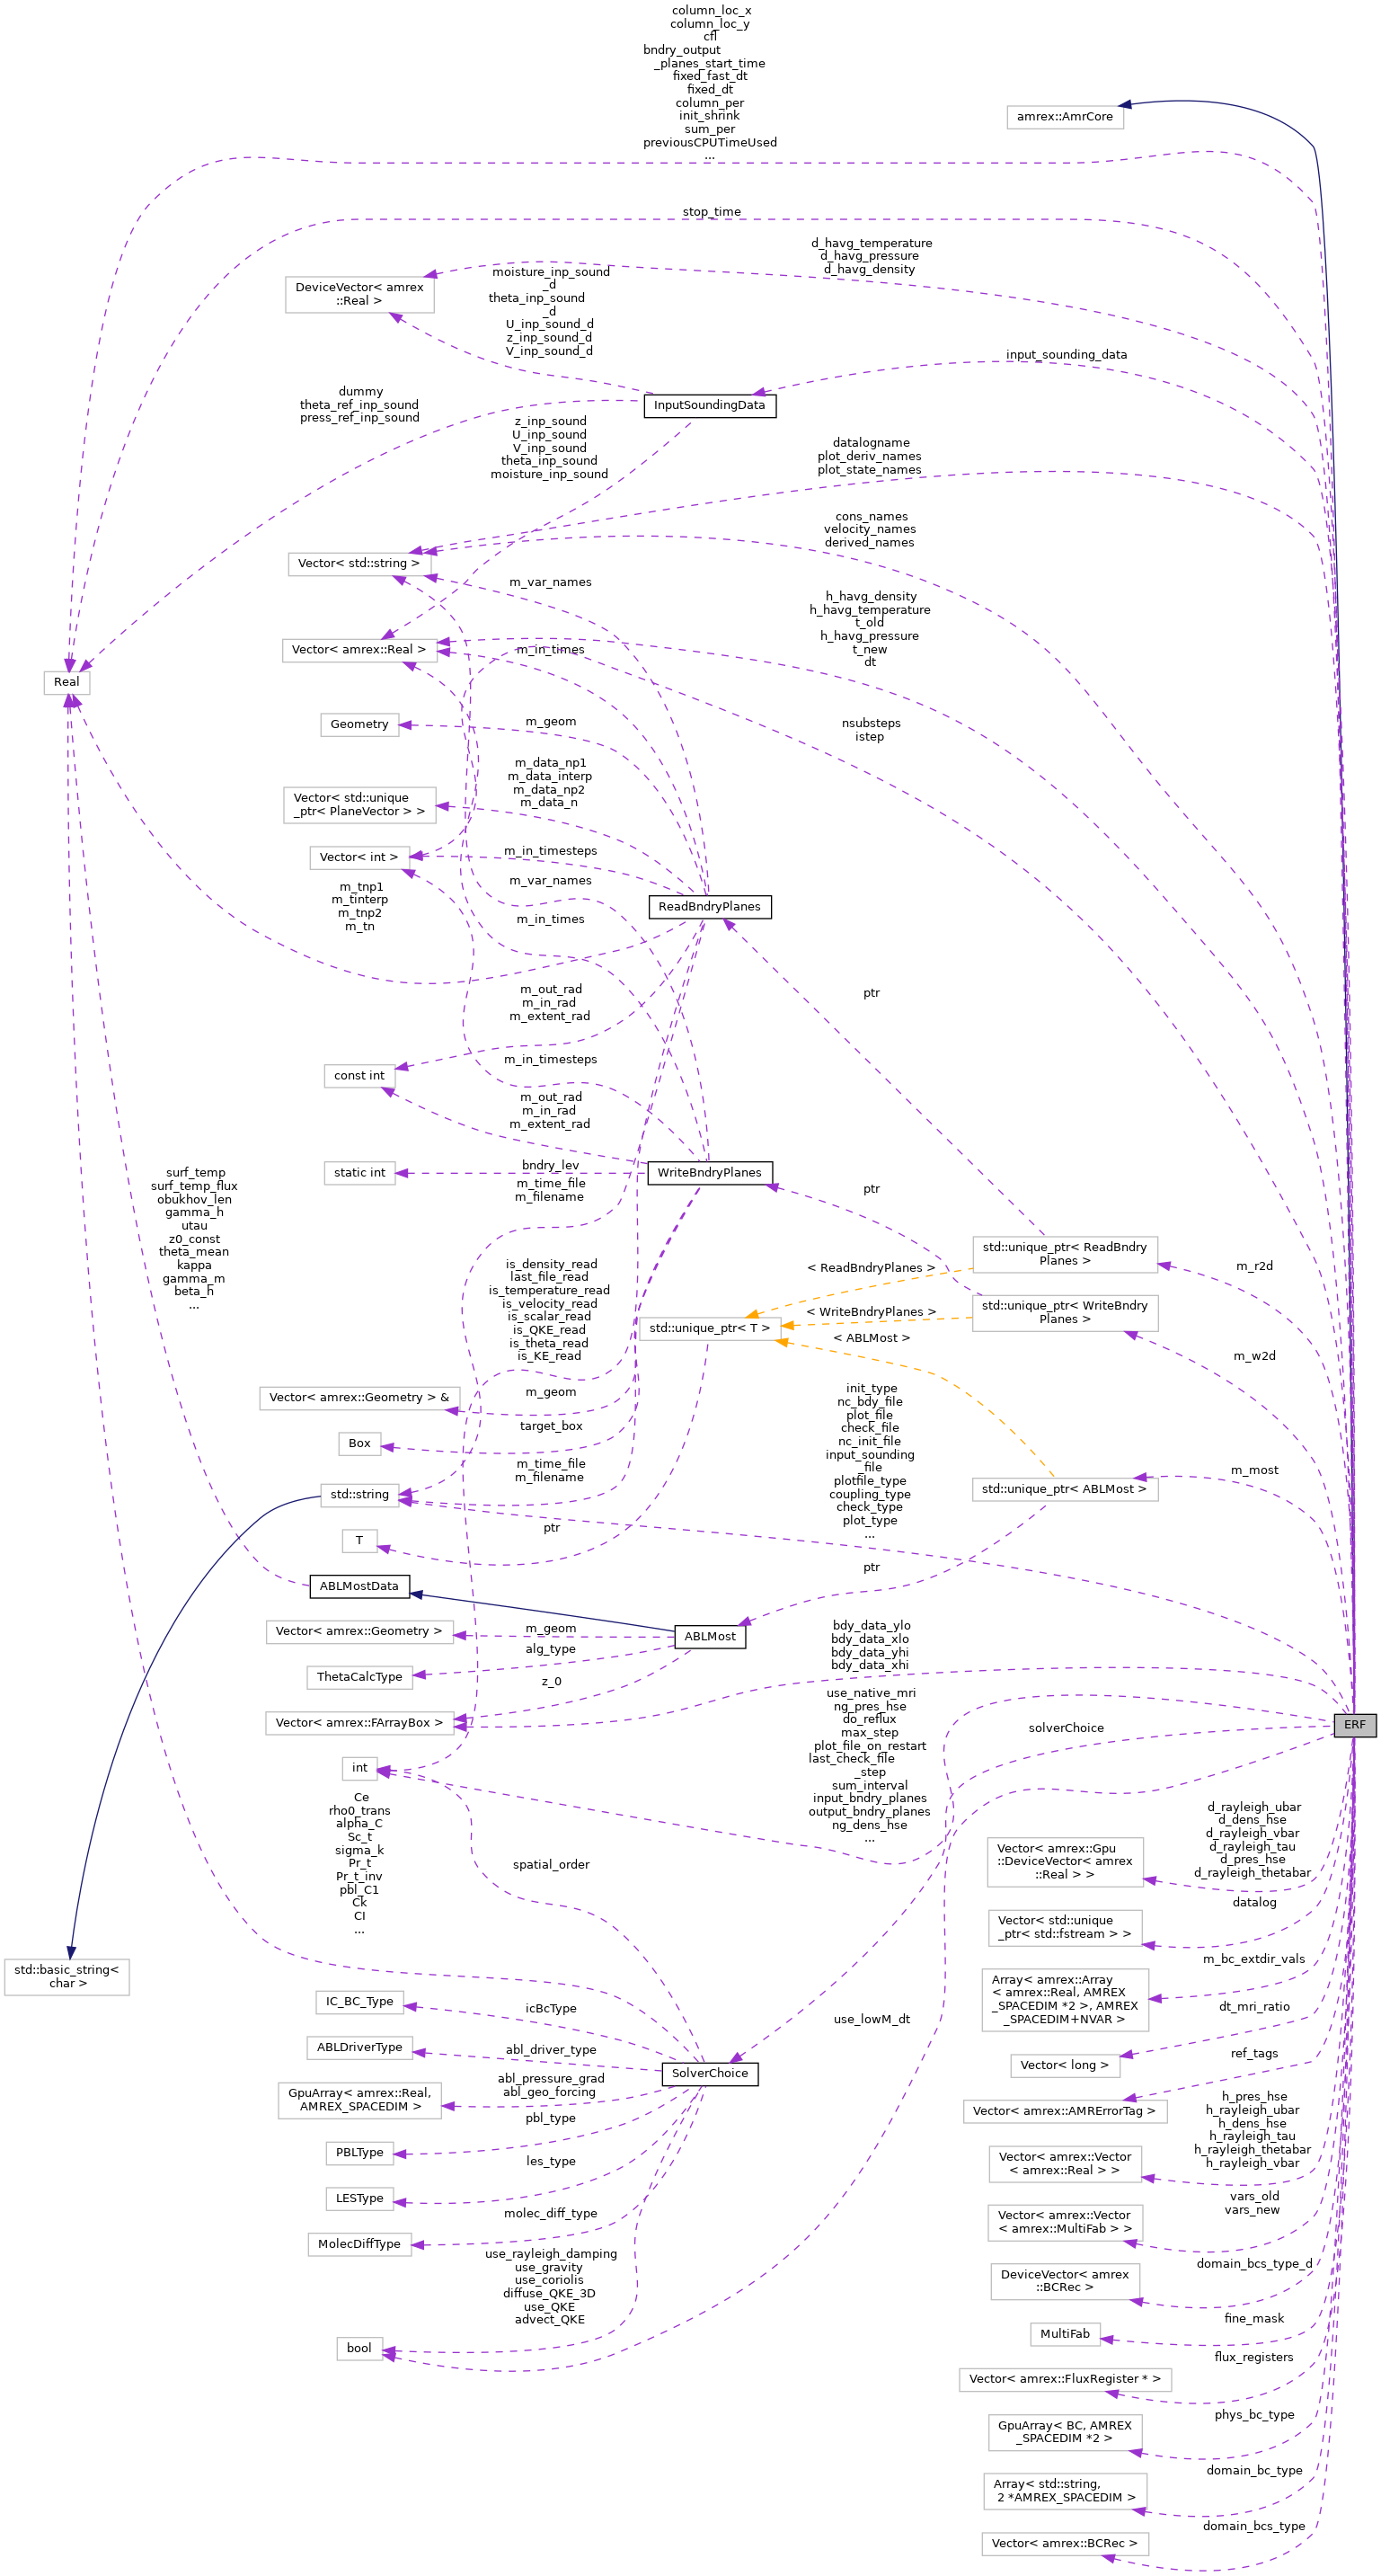 column_loc_x
column_loc_y
cfl
bndry_output
_planes_start_time
fixed_fast_dt
fixed_dt
column_per
init_shrink
sum_per
previousCPUTimeUsed
...
amrex::AmrCore
stop_time
d_havg_temperature
d_havg_pressure
d_havg_density
DeviceVector< amrex
::Real >
moisture_inp_sound
_d
theta_inp_sound
_d
U_inp_sound_d
z_inp_sound_d
V_inp_sound_d
input_sounding_data
InputSoundingData
dummy
theta_ref_inp_sound
press_ref_inp_sound
z_inp_sound
U_inp_sound
V_inp_sound
theta_inp_sound
moisture_inp_sound
datalogname
plot_deriv_names
plot_state_names
cons_names
velocity_names
derived_names
Vector< std::string >
m_var_names
h_havg_density
h_havg_temperature
t_old
h_havg_pressure
t_new
dt
Vector< amrex::Real >
m_in_times
Real
Geometry
m_geom
nsubsteps
istep
m_data_np1
m_data_interp
m_data_np2
m_data_n
Vector< std::unique
_ptr< PlaneVector > >
Vector< int >
m_in_timesteps
m_tnp1
m_tinterp
m_tnp2
m_tn
m_var_names
ReadBndryPlanes
m_in_times
m_out_rad
m_in_rad
m_extent_rad
ptr
const int
m_in_timesteps
m_out_rad
m_in_rad
m_extent_rad
static int
bndry_lev
WriteBndryPlanes
m_time_file
m_filename
ptr
surf_temp
surf_temp_flux
obukhov_len
gamma_h
utau
z0_const
theta_mean
kappa
gamma_m
beta_h
...
std::unique_ptr< ReadBndry
Planes >
m_r2d
< ReadBndryPlanes >
is_density_read
last_file_read
is_temperature_read
is_velocity_read
is_scalar_read
is_QKE_read
is_theta_read
is_KE_read
std::unique_ptr< WriteBndry
Planes >
< WriteBndryPlanes >
std::unique_ptr< T >
< ABLMost >
m_w2d
Vector< amrex::Geometry > &
m_geom
init_type
nc_bdy_file
plot_file
check_file
nc_init_file
input_sounding
_file
plotfile_type
coupling_type
check_type
plot_type
...
Box
target_box
m_time_file
m_filename
std::string
m_most
std::unique_ptr< ABLMost >
T
ptr
ptr
ABLMostData
Vector< amrex::Geometry >
m_geom
ABLMost
bdy_data_ylo
bdy_data_xlo
bdy_data_yhi
bdy_data_xhi
ThetaCalcType
alg_type
z_0
Vector< amrex::FArrayBox >
use_native_mri
ng_pres_hse
do_reflux
max_step
plot_file_on_restart
last_check_file
_step
sum_interval
input_bndry_planes
output_bndry_planes
ng_dens_hse
...
solverChoice
ERF
int
Ce
rho0_trans
alpha_C
Sc_t
sigma_k
Pr_t
Pr_t_inv
pbl_C1
Ck
CI
...
spatial_order
d_rayleigh_ubar
d_dens_hse
d_rayleigh_vbar
d_rayleigh_tau
d_pres_hse
d_rayleigh_thetabar
Vector< amrex::Gpu
::DeviceVector< amrex
::Real > >
datalog
Vector< std::unique
_ptr< std::fstream > >
std::basic_string<
char >
m_bc_extdir_vals
Array< amrex::Array
< amrex::Real, AMREX
_SPACEDIM *2 >, AMREX
_SPACEDIM+NVAR >
IC_BC_Type
icBcType
dt_mri_ratio
use_lowM_dt
ABLDriverType
abl_driver_type
Vector< long >
ref_tags
SolverChoice
GpuArray< amrex::Real,
AMREX_SPACEDIM >
abl_pressure_grad
abl_geo_forcing
Vector< amrex::AMRErrorTag >
pbl_type
PBLType
h_pres_hse
h_rayleigh_ubar
h_dens_hse
h_rayleigh_tau
h_rayleigh_thetabar
h_rayleigh_vbar
Vector< amrex::Vector
< amrex::Real > >
les_type
LESType
vars_old
vars_new
Vector< amrex::Vector
< amrex::MultiFab > >
molec_diff_type
MolecDiffType
use_rayleigh_damping
use_gravity
use_coriolis
diffuse_QKE_3D
use_QKE
advect_QKE
domain_bcs_type_d
DeviceVector< amrex
::BCRec >
bool
fine_mask
MultiFab
flux_registers
Vector< amrex::FluxRegister * >
phys_bc_type
GpuArray< BC, AMREX
_SPACEDIM *2 >
domain_bc_type
Array< std::string,
2 *AMREX_SPACEDIM >
domain_bcs_type
Vector< amrex::BCRec >